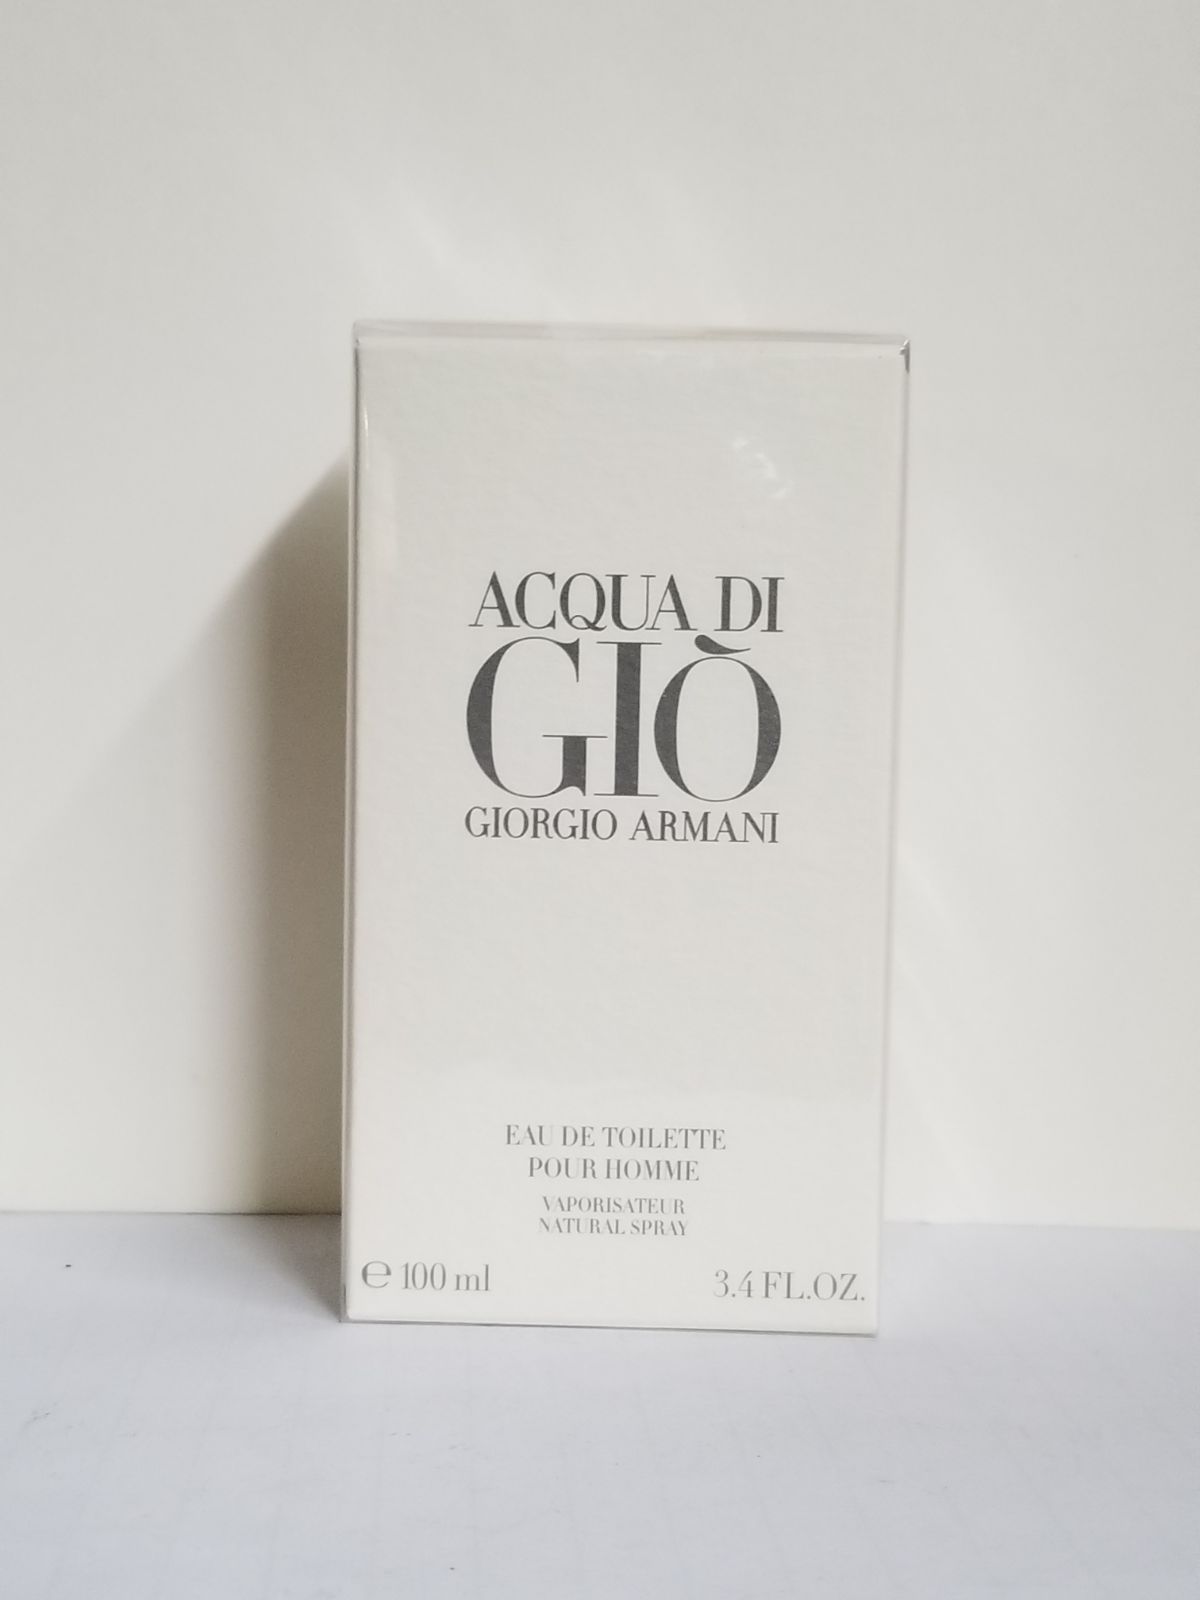 ACQUA DI
GIÒ
GIORGIO ARMANI
EAU DE TOILETTE
POUR HOMME
VAPORISATEUR
NATURAL SPRAY
℮ 100 ml
3.4 FL.OZ.